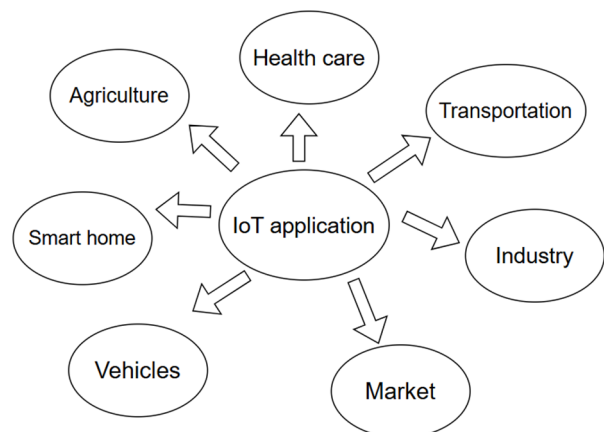 Health care
Agriculture
Transportation
IoT application
Smart home
Industry
Vehicles
Market